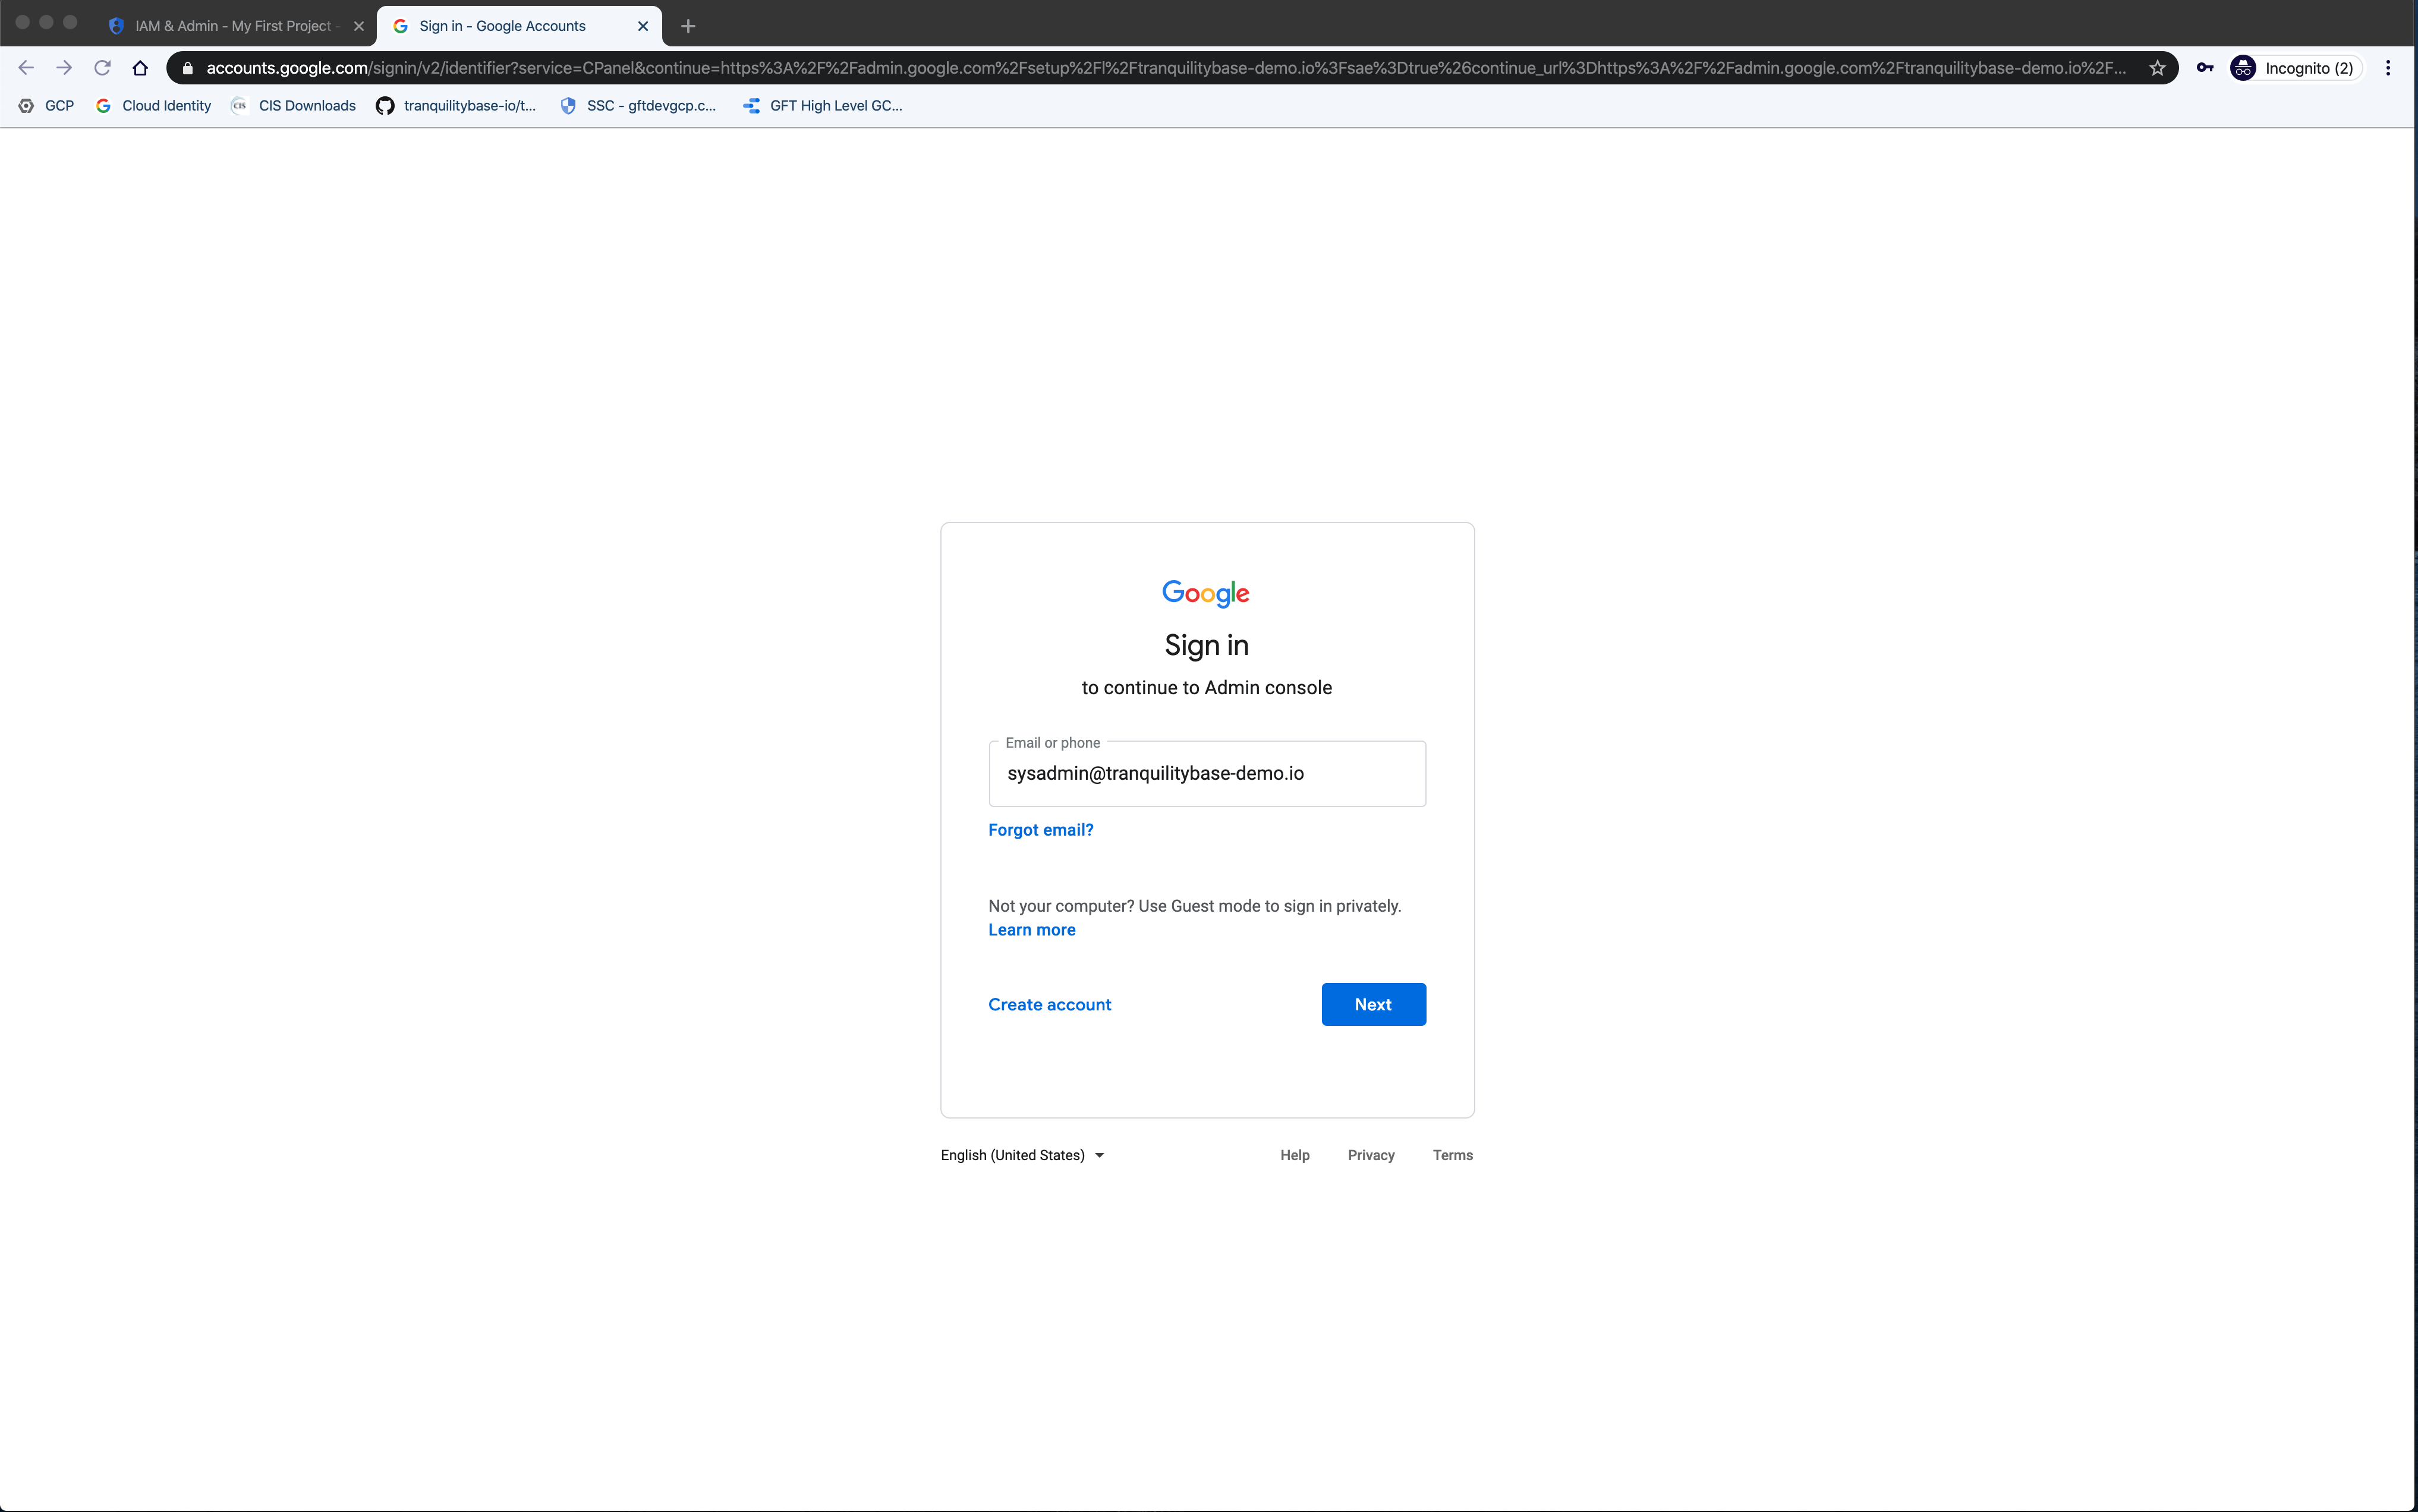 IAM & Admin - My First Project -
Sign in - Google Accounts
accounts.google.com/signin/v2/identifier?service=CPanel&continue=https%3A%2F%2Fadmin.google.com%2Fsetup%2Fl%2Ftranquilitybase-demo.io%3Fsae%3Dtrue%26continue_url%3Dhttps%3A%2F%2Fadmin.google.com%2Ftranquilitybase-demo.io%2F...
Incognito (2)
GCP
Cloud Identity
CIS
CIS Downloads
tranquilitybase-io/t...
SSC - gftdevgcp.c...
GFT High Level GC...
Google
Sign in
to continue to Admin console
Email or phone
sysadmin@tranquilitybase-demo.io
Forgot email?
Not your computer? Use Guest mode to sign in privately.
Learn more
Create account
Next
English (United States)
Help
Privacy
Terms